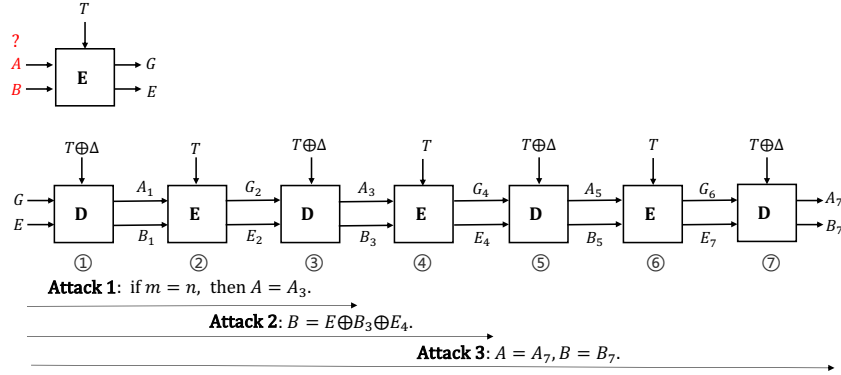 T
?
A
E
G
B
E
T⊕Δ
T
T⊕Δ
T
T⊕Δ
T
T⊕Δ
G
D
A₁
E
G₂
D
A₃
E
G₄
D
A₅
E
G₆
D
A₇
E
B₁
E₂
B₃
E₄
B₅
E₇
B₇
① ② ③ ④ ⑤ ⑥ ⑦
Attack 1: if m = n, then A = A₃.
Attack 2: B = E⊕B₃⊕E₄.
Attack 3: A = A₇, B = B₇.